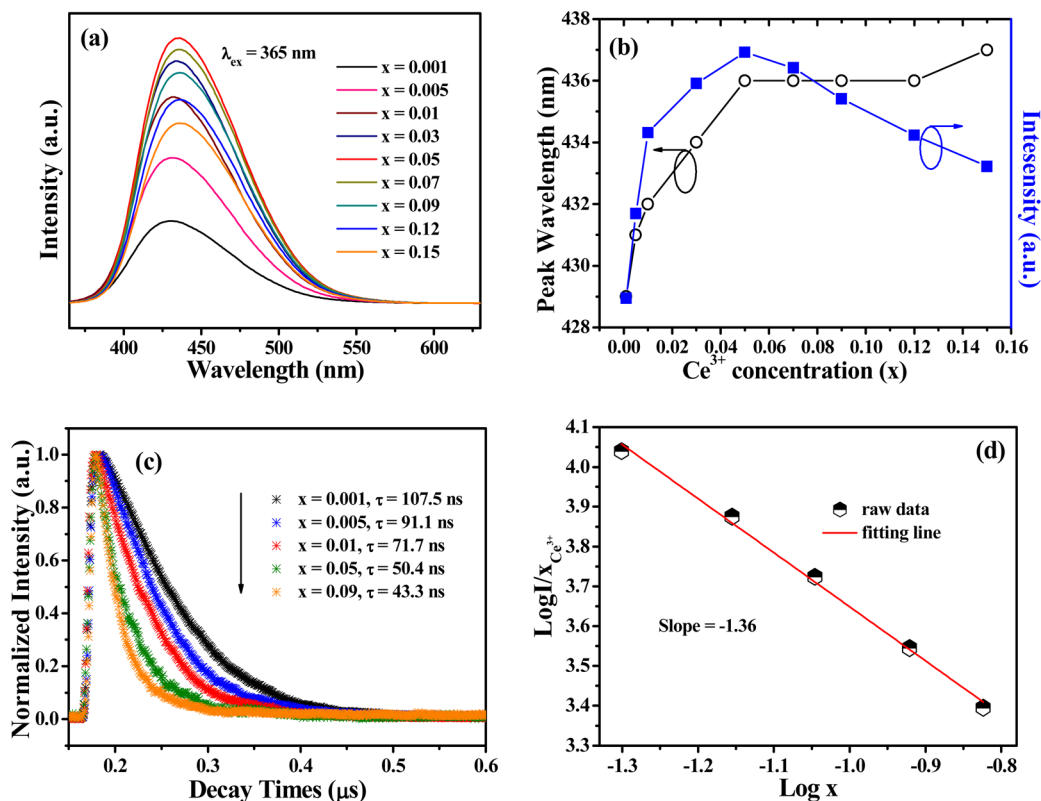 (a)
λex = 365 nm
x = 0.001
x = 0.005
x = 0.01
x = 0.03
x = 0.05
x = 0.07
x = 0.09
x = 0.12
x = 0.15
Intensity (a.u.)
400 450 500 550 600
Wavelength (nm)
(b)
438
436
434
432
430
428
Peak Wavelength (nm)
Intesensity (a.u.)
0.00 0.02 0.04 0.06 0.08 0.10 0.12 0.14 0.16
Ce3+ concentration (x)
(c)
1.0
0.8
0.6
0.4
0.2
0.0
Normalized Intensity (a.u.)
x = 0.001, τ = 107.5 ns
x = 0.005, τ = 91.1 ns
x = 0.01, τ = 71.7 ns
x = 0.05, τ = 50.4 ns
x = 0.09, τ = 43.3 ns
0.2 0.3 0.4 0.5 0.6
Decay Times (μs)
(d)
4.1
4.0
3.9
3.8
3.7
3.6
3.5
3.4
3.3
LogI/xCe3+
raw data
fitting line
Slope = -1.36
-1.3 -1.2 -1.1 -1.0 -0.9 -0.8
Log x